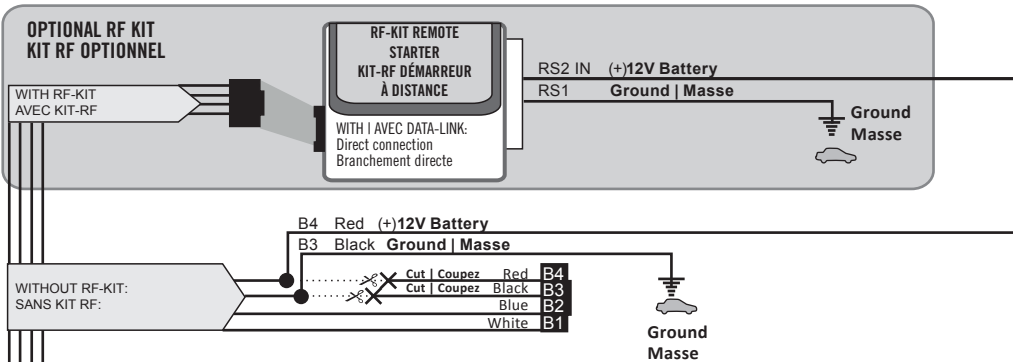 OPTIONAL RF KIT
KIT RF OPTIONNEL
RF-KIT REMOTE
STARTER
KIT-RF DÉMARREUR
À DISTANCE
WITH RF-KIT
AVEC KIT-RF
WITH | AVEC DATA-LINK:
Direct connection
Branchement directe
RS2 IN (+)12V Battery
RS1 Ground | Masse
Ground
Masse
B4 Red (+)12V Battery
B3 Black Ground | Masse
WITHOUT RF-KIT:
SANS KIT RF:
Cut | Coupez Red B4
Cut | Coupez Black B3
Blue B2
White B1
Ground
Masse